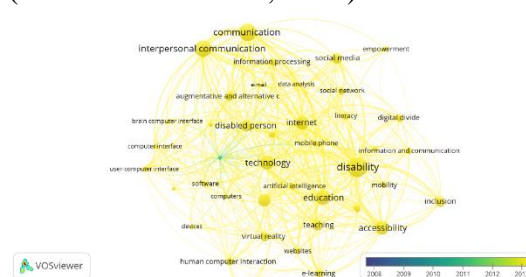 communication
interpersonal communication
empowerment
social media
information processing
e-mail
data analysis
social network
augmentative and alternative c
literacy
digital divide
brain computer interface
disabled person
internet
mobile phone
computer interface
information and communication
technology
user-computer interface
disability
software
artificial intelligence
mobility
computers
education
inclusion
devices
teaching
accessibility
virtual reality
websites
human computer interaction
e-learning
VOSviewer
2008 2009 2010 2011 2012